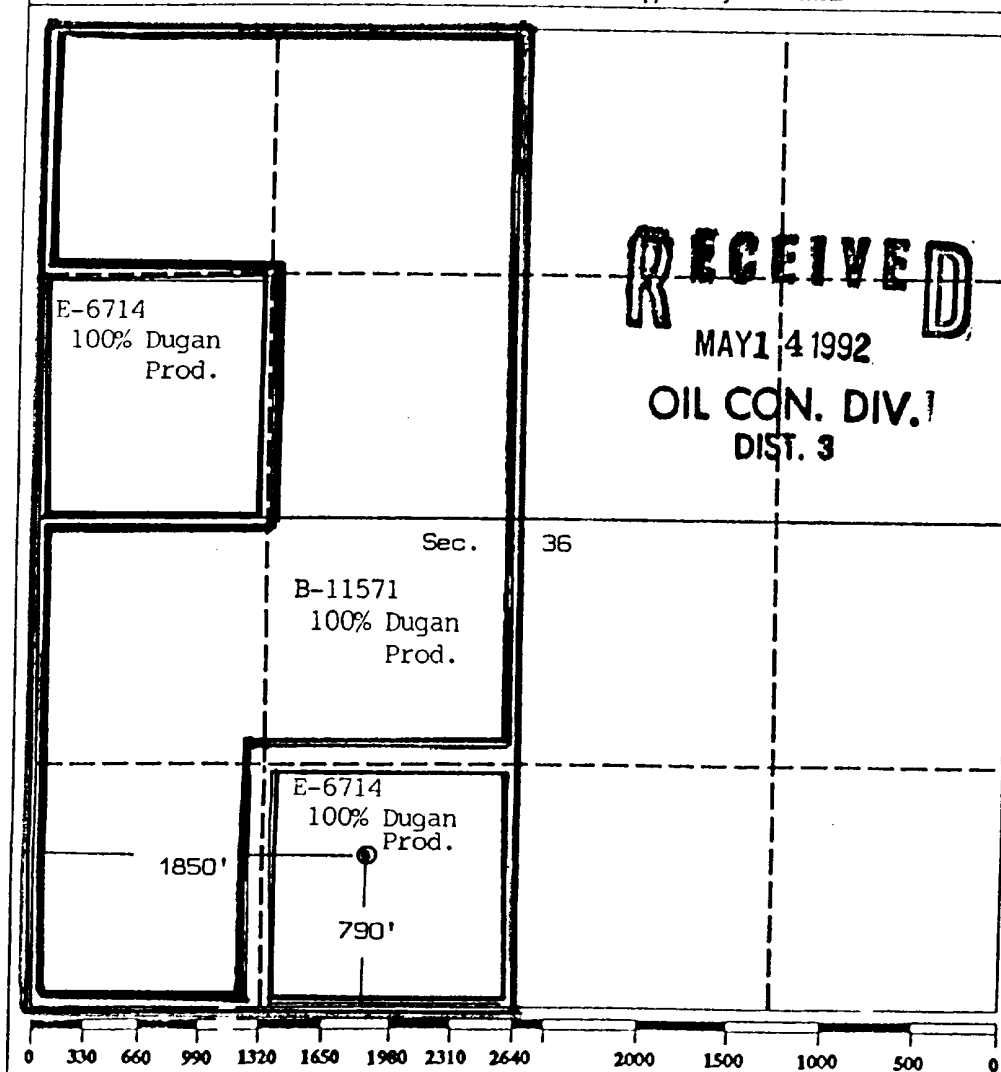 E-6714
100% Dugan
Prod.
RECEIVED
MAY 1 4 1992
OIL CON. DIV.
DIST. 3
Sec. 36
B-11571
100% Dugan
Prod.
E-6714
100% Dugan
Prod.
1850'
790'
0 330 660 990 1320 1650 1980 2310 2640 2000 1500 1000 500 0